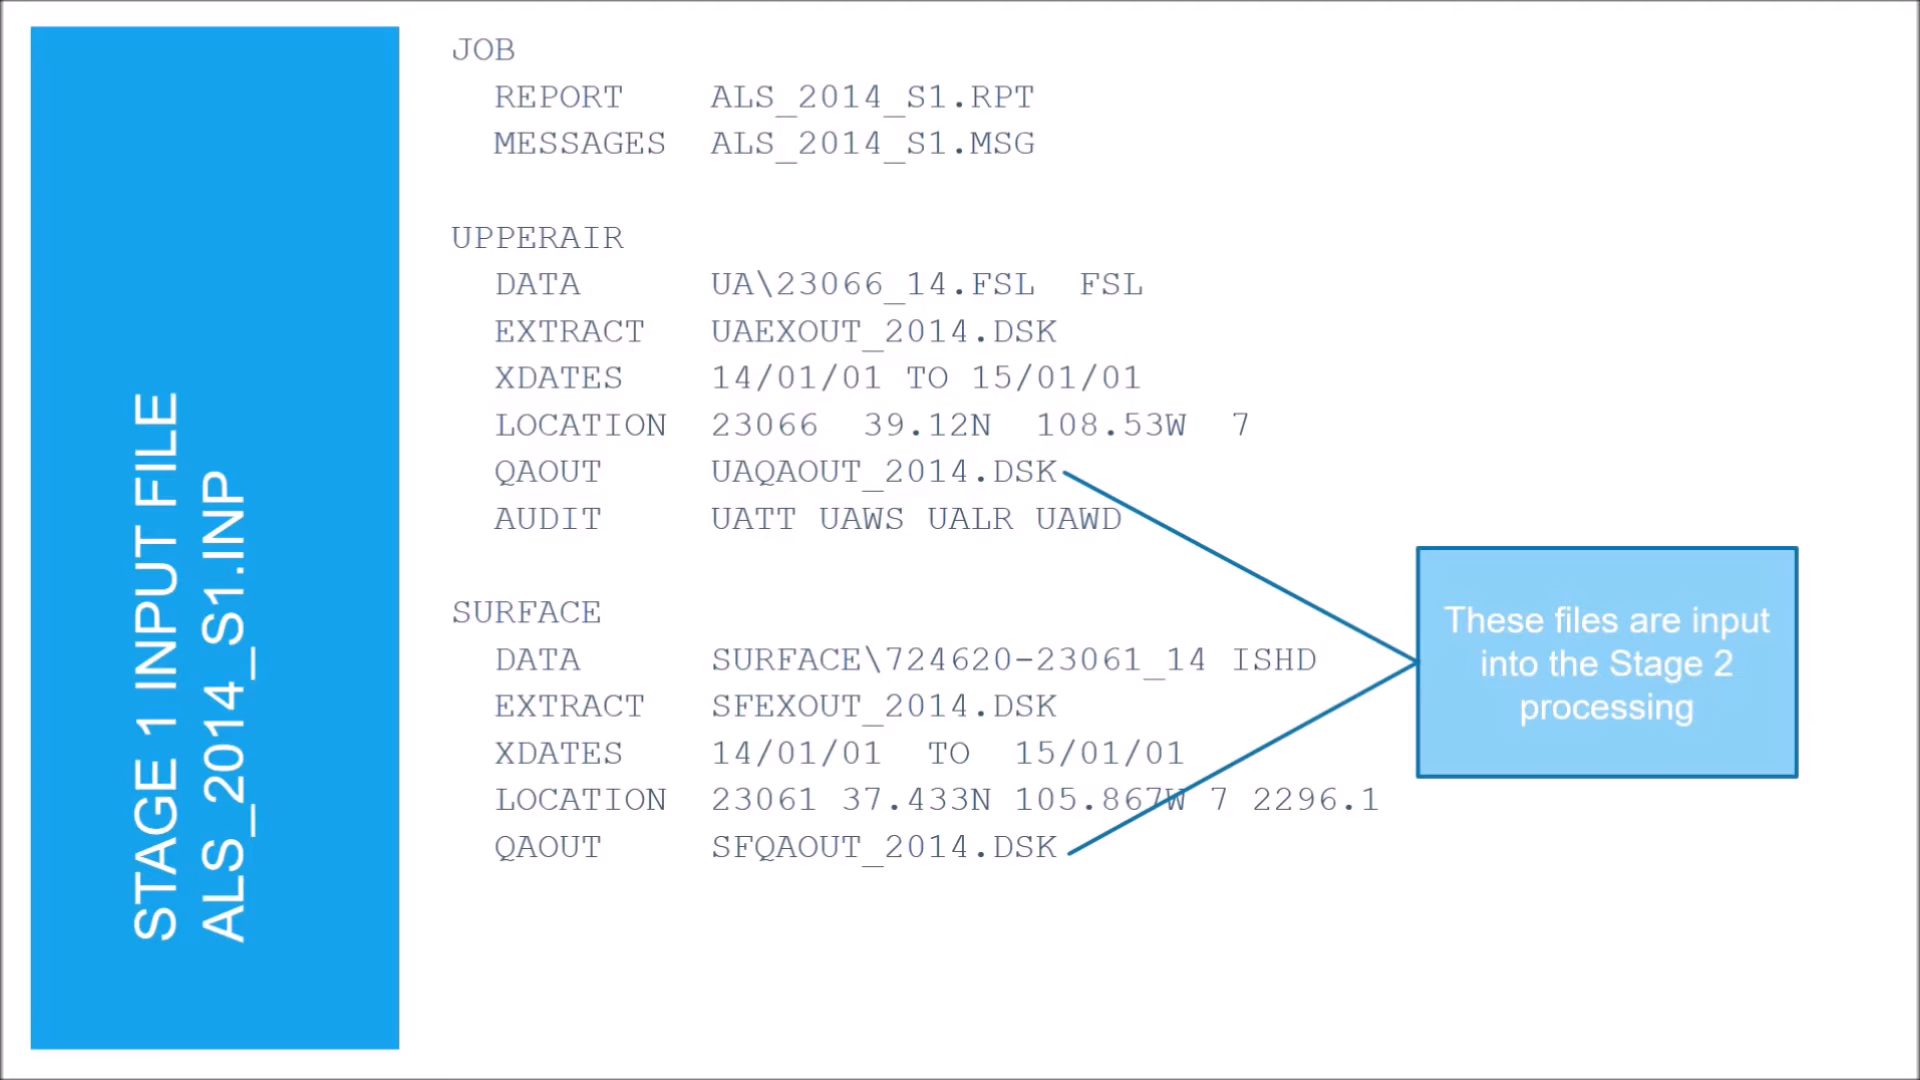 STAGE 1 INPUT FILE
ALS_2014_S1.INP
JOB
REPORT ALS_2014_S1.RPT
MESSAGES ALS_2014_S1.MSG
UPPERAIR
DATA UA\23066_14.FSL FSL
EXTRACT UAEXOUT_2014.DSK
XDATES 14/01/01 TO 15/01/01
LOCATION 23066 39.12N 108.53W 7
QAOUT UAQAOUT_2014.DSK
AUDIT UATT UAWS UALR UAWD
SURFACE
DATA SURFACE\724620-23061_14 ISHD
EXTRACT SFEXOUT_2014.DSK
XDATES 14/01/01 TO 15/01/01
LOCATION 23061 37.433N 105.867W 7 2296.1
QAOUT SFQAOUT_2014.DSK
These files are input
into the Stage 2
processing